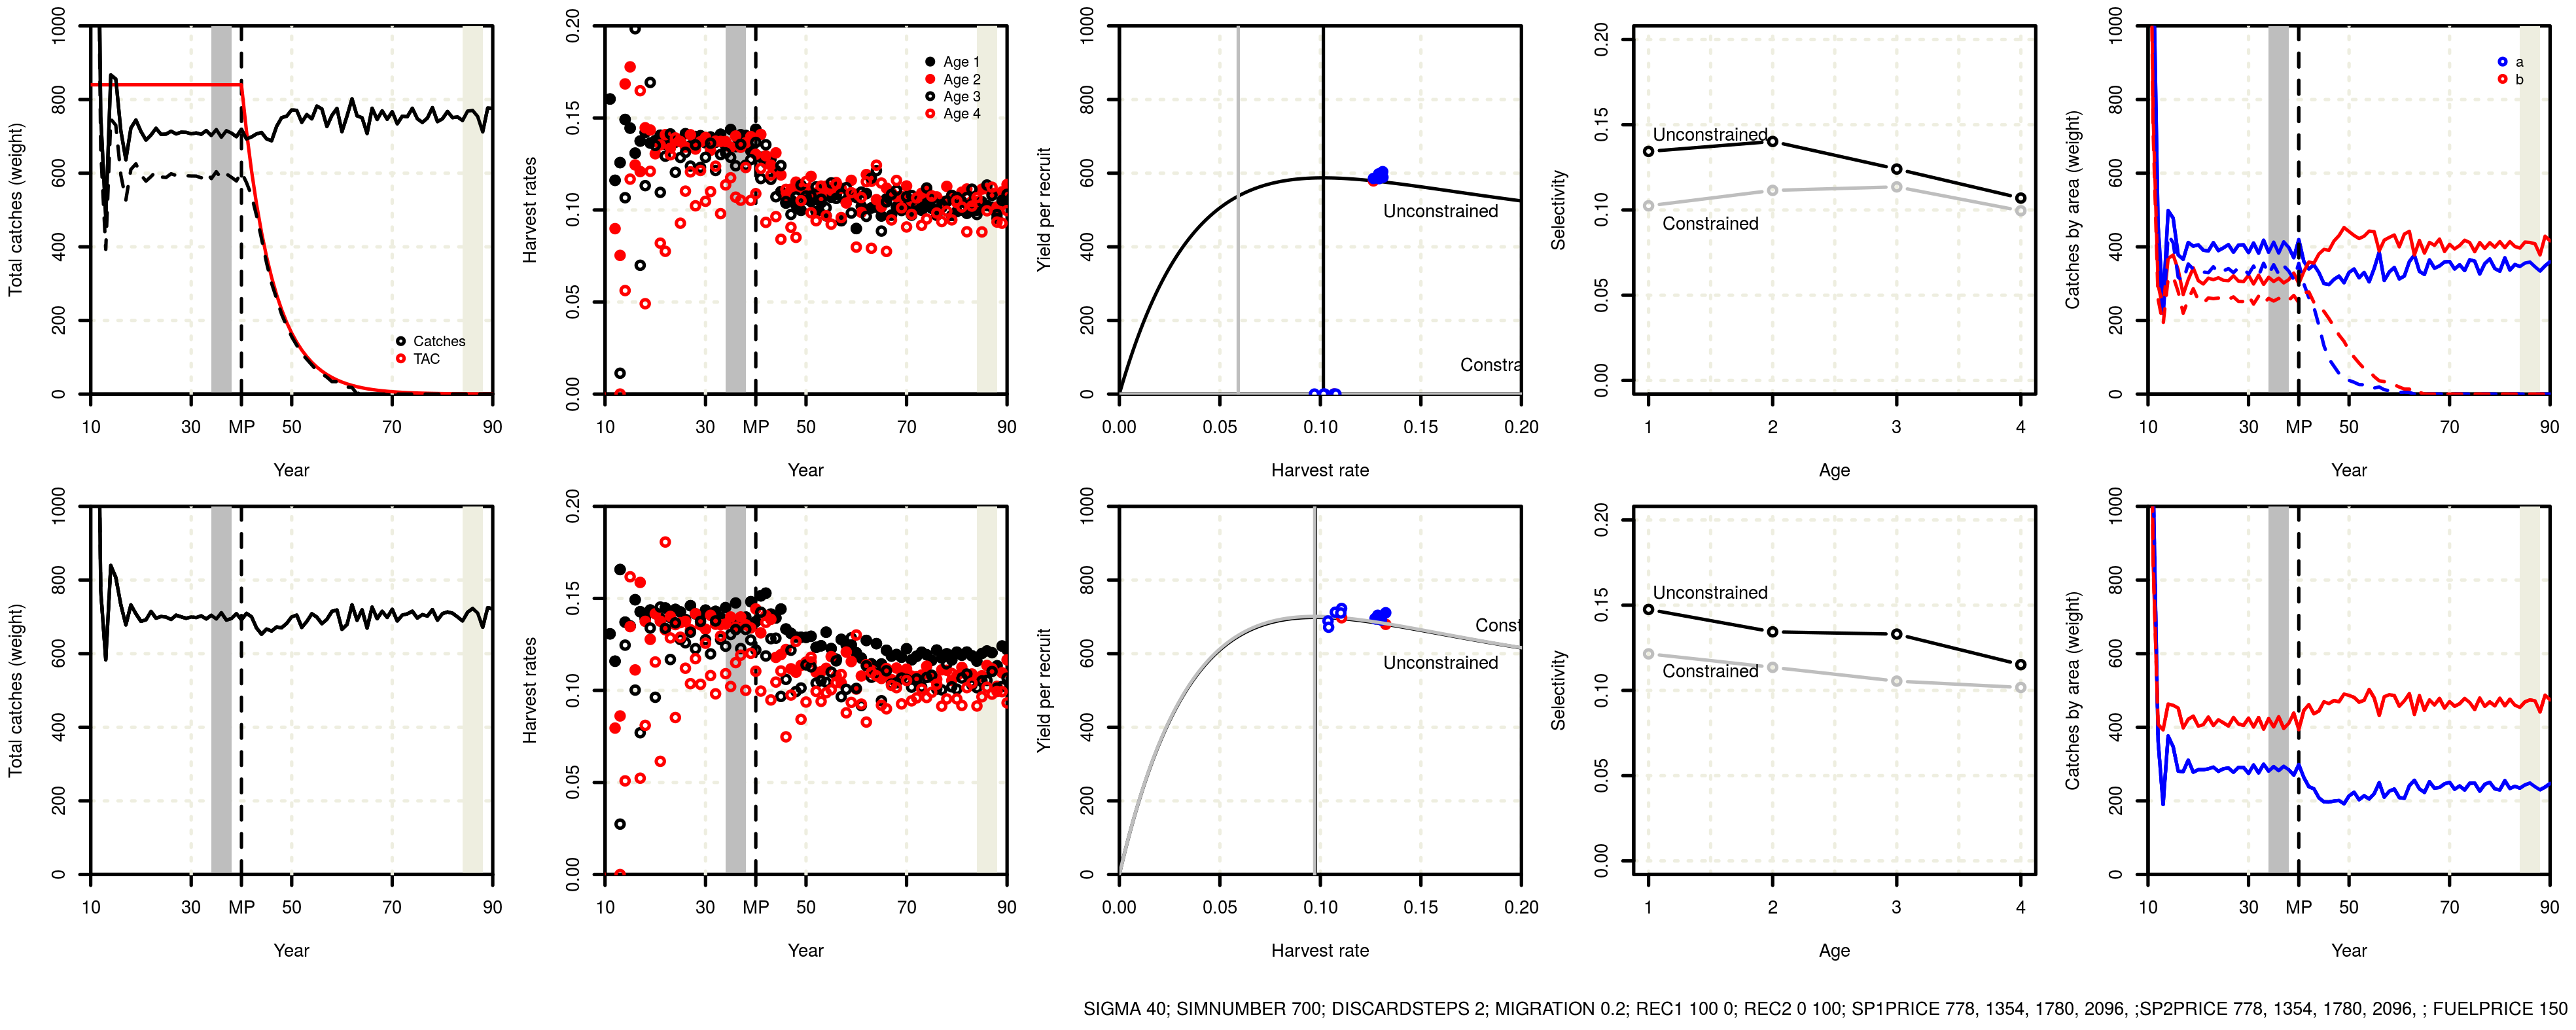 Total catches (weight)
0 200 400 600 800 1000
10 30 MP 50 70 90
Year
Catches
TAC
Harvest rates
0.00 0.05 0.10 0.15 0.20
10 30 MP 50 70 90
Year
Age 1
Age 2
Age 3
Age 4
Yield per recruit
0 200 400 600 800 1000
0.00 0.05 0.10 0.15 0.20
Harvest rate
Unconstrained
Constra
Selectivity
0.00 0.05 0.10 0.15 0.20
1 2 3 4
Age
Unconstrained
Constrained
Catches by area (weight)
0 200 400 600 800 1000
10 30 MP 50 70 90
Year
a
b
Total catches (weight)
0 200 400 600 800 1000
10 30 MP 50 70 90
Year
Harvest rates
0.00 0.05 0.10 0.15 0.20
10 30 MP 50 70 90
Year
Yield per recruit
0 200 400 600 800 1000
0.00 0.05 0.10 0.15 0.20
Harvest rate
Const
Unconstrained
Selectivity
0.00 0.05 0.10 0.15 0.20
1 2 3 4
Age
Unconstrained
Constrained
Catches by area (weight)
0 200 400 600 800 1000
10 30 MP 50 70 90
Year
SIGMA 40; SIMNUMBER 700; DISCARDSTEPS 2; MIGRATION 0.2; REC1 100 0; REC2 0 100; SP1PRICE 778, 1354, 1780, 2096, ;SP2PRICE 778, 1354, 1780, 2096, ; FUELPRICE 150